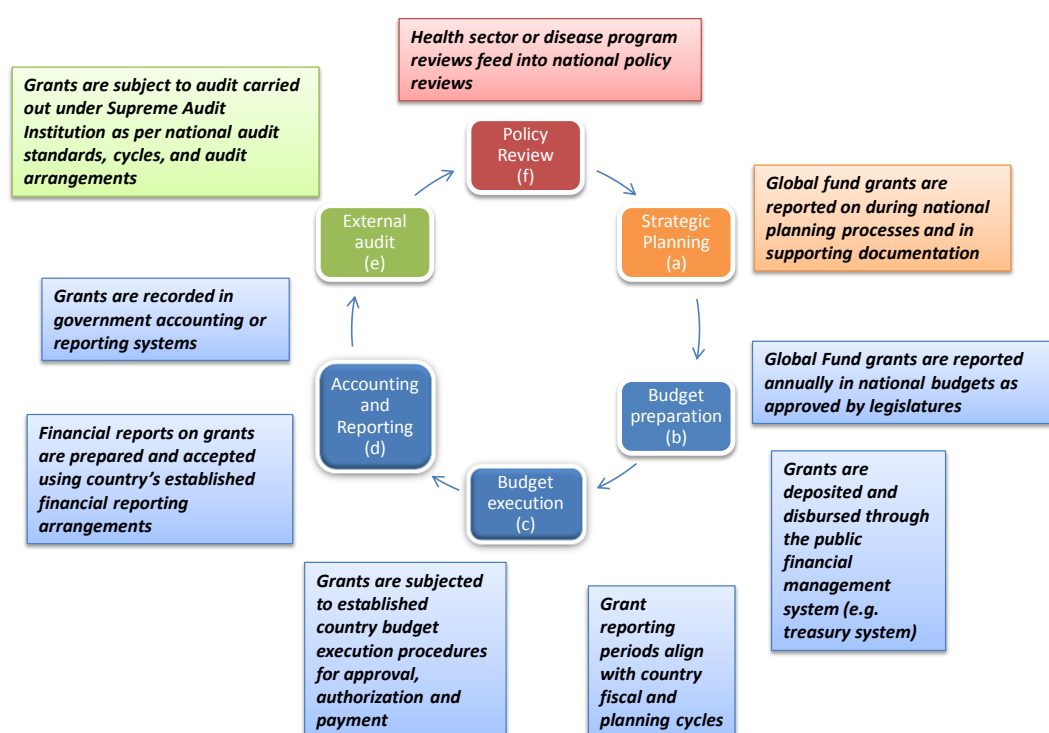 Health sector or disease program
reviews feed into national policy
reviews
Grants are subject to audit carried
out under Supreme Audit
Institution as per national audit
standards, cycles, and audit
arrangements
Policy
Review
(f)
External
audit
(e)
Strategic
Planning
(a)
Global fund grants are
reported on during national
planning processes and in
supporting documentation
Grants are recorded in
government accounting or
reporting systems
Accounting
and
Reporting
(d)
Budget
preparation
(b)
Global Fund grants are reported
annually in national budgets as
approved by legislatures
Financial reports on grants
are prepared and accepted
using country’s established
financial reporting
arrangements
Budget
execution
(c)
Grants are
deposited and
disbursed through
the public
financial
management
system (e.g.
treasury system)
Grants are subjected
to established
country budget
execution procedures
for approval,
authorization and
payment
Grant
reporting
periods align
with country
fiscal and
planning cycles